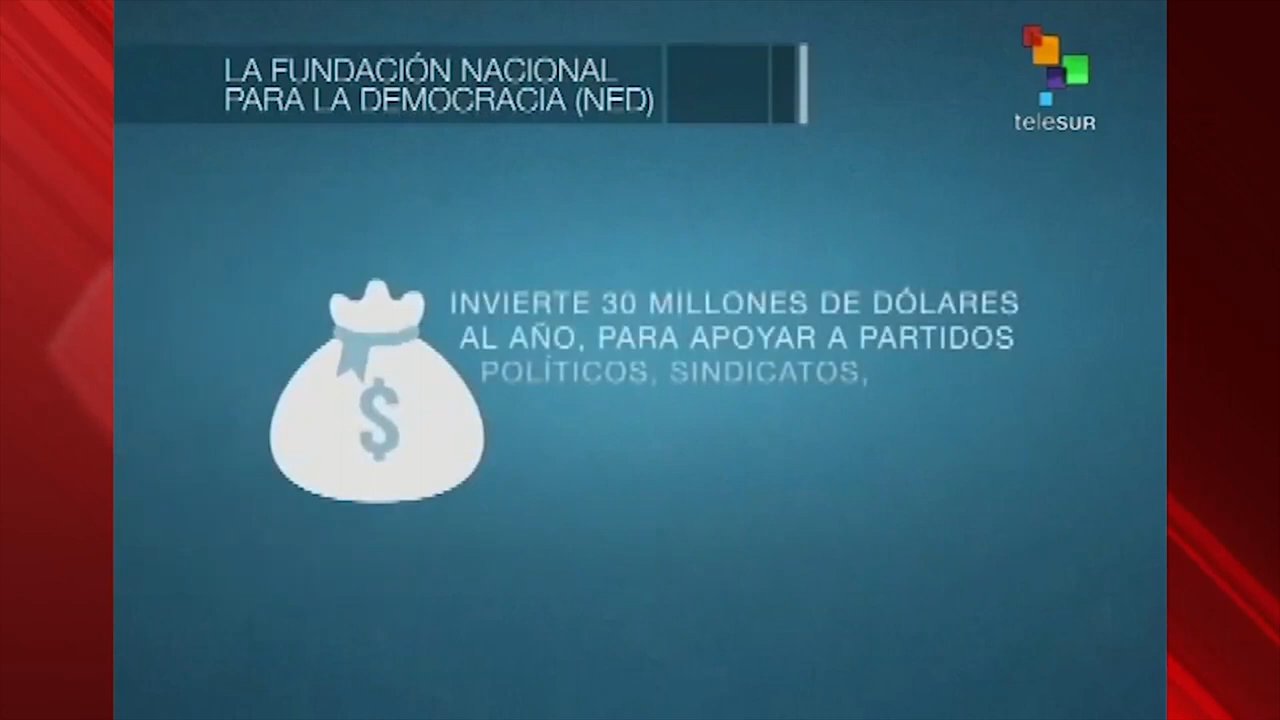 LA FUNDACIÓN NACIONAL
PARA LA DEMOCRACIA (NED)
teleSUR
INVIERTE 30 MILLONES DE DÓLARES
AL AÑO, PARA APOYAR A PARTIDOS
POLÍTICOS, SINDICATOS,
$